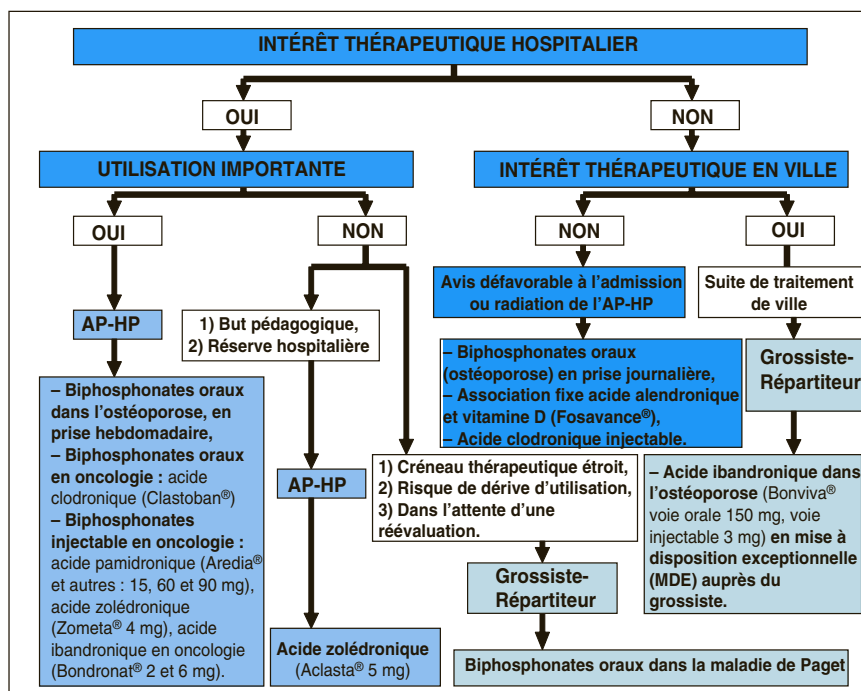 INTÉRÊT THÉRAPEUTIQUE HOSPITALIER
OUI
NON
UTILISATION IMPORTANTE
INTÉRÊT THÉRAPEUTIQUE EN VILLE
OUI
NON
NON
OUI
AP-HP
1) But pédagogique,
2) Réserve hospitalière
Avis défavorable à l'admission
ou radiation de l'AP-HP
Suite de traitement
de ville
– Biphosphonates oraux
dans l'ostéoporose, en
prise hebdomadaire,
– Biphosphonates oraux
en oncologie : acide
clodronique (Clastoban®)
– Biphosphonates
injectable en oncologie :
acide pamidronique (Aredia®
et autres : 15, 60 et 90 mg),
acide zolédronique
(Zometa® 4 mg), acide
ibandronique en oncologie
(Bondronat® 2 et 6 mg).
AP-HP
Acide zolédronique
(Aclasta® 5 mg)
1) Créneau thérapeutique étroit,
2) Risque de dérive d'utilisation,
3) Dans l'attente d'une
réévaluation.
Grossiste-
Répartiteur
Biphosphonates oraux dans la maladie de Paget
– Biphosphonates oraux
(ostéoporose) en prise journalière,
– Association fixe acide alendronique
et vitamine D (Fosavance®),
– Acide clodronique injectable.
Grossiste-
Répartiteur
– Acide ibandronique dans
l'ostéoporose (Bonviva®
voie orale 150 mg, voie
injectable 3 mg) en mise à
disposition exceptionnelle
(MDE) auprès du
grossiste.